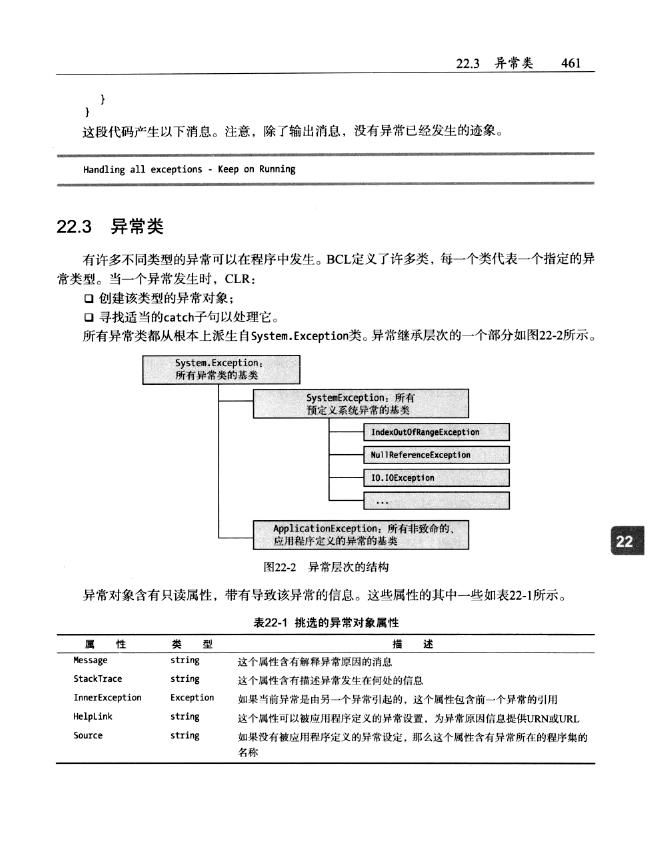 22.3 异常类 461
}
}
这段代码产生以下消息。注意，除了输出消息，没有异常已经发生的迹象。
Handling all exceptions - Keep on Running
22.3 异常类
有许多不同类型的异常可以在程序中发生。BCL定义了许多类，每一个类代表一个指定的异
常类型。当一个异常发生时，CLR：
❑ 创建该类型的异常对象；
❑ 寻找适当的catch子句以处理它。
所有异常类都从根本上派生自System.Exception类。异常继承层次的一个部分如图22-2所示。
System.Exception：
所有异常类的基类
SystemException：所有
预定义系统异常的基类
IndexOutOfRangeException
NullReferenceException
IO.IOException
...
ApplicationException：所有非致命的、
应用程序定义的异常的基类
22
图22-2 异常层次的结构
异常对象含有只读属性，带有导致该异常的信息。这些属性的其中一些如表22-1所示。
表22-1 挑选的异常对象属性
属 性 类 型 描 述
Message string 这个属性含有解释异常原因的消息
StackTrace string 这个属性含有描述异常发生在何处的信息
InnerException Exception 如果当前异常是由另一个异常引起的，这个属性包含前一个异常的引用
HelpLink string 这个属性可以被应用程序定义的异常设置，为异常原因信息提供URN或URL
Source string 如果没有被应用程序定义的异常设定，那么这个属性含有异常所在的程序集的
名称